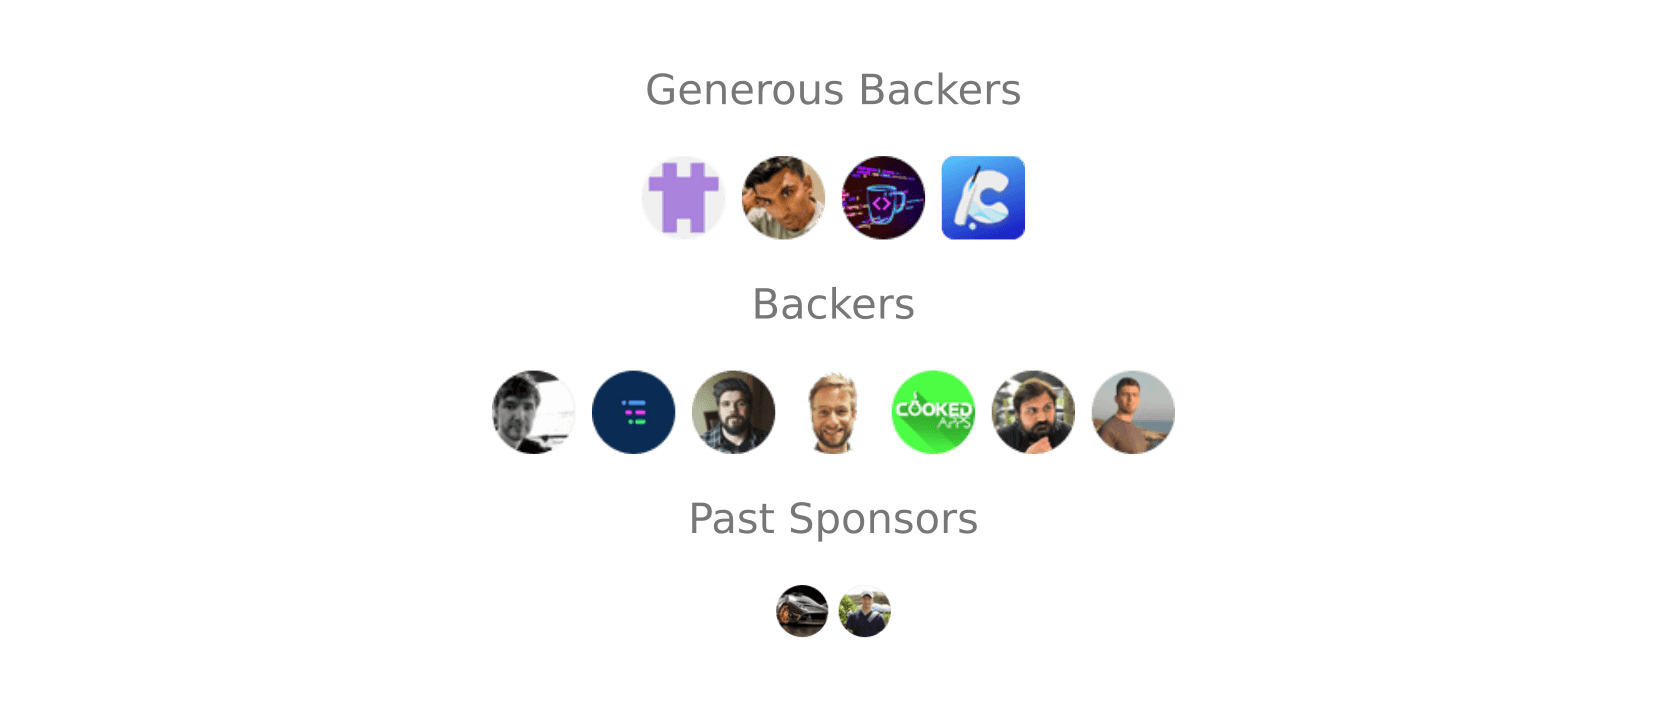 Generous Backers
Backers
COOKED
APPS
Past Sponsors